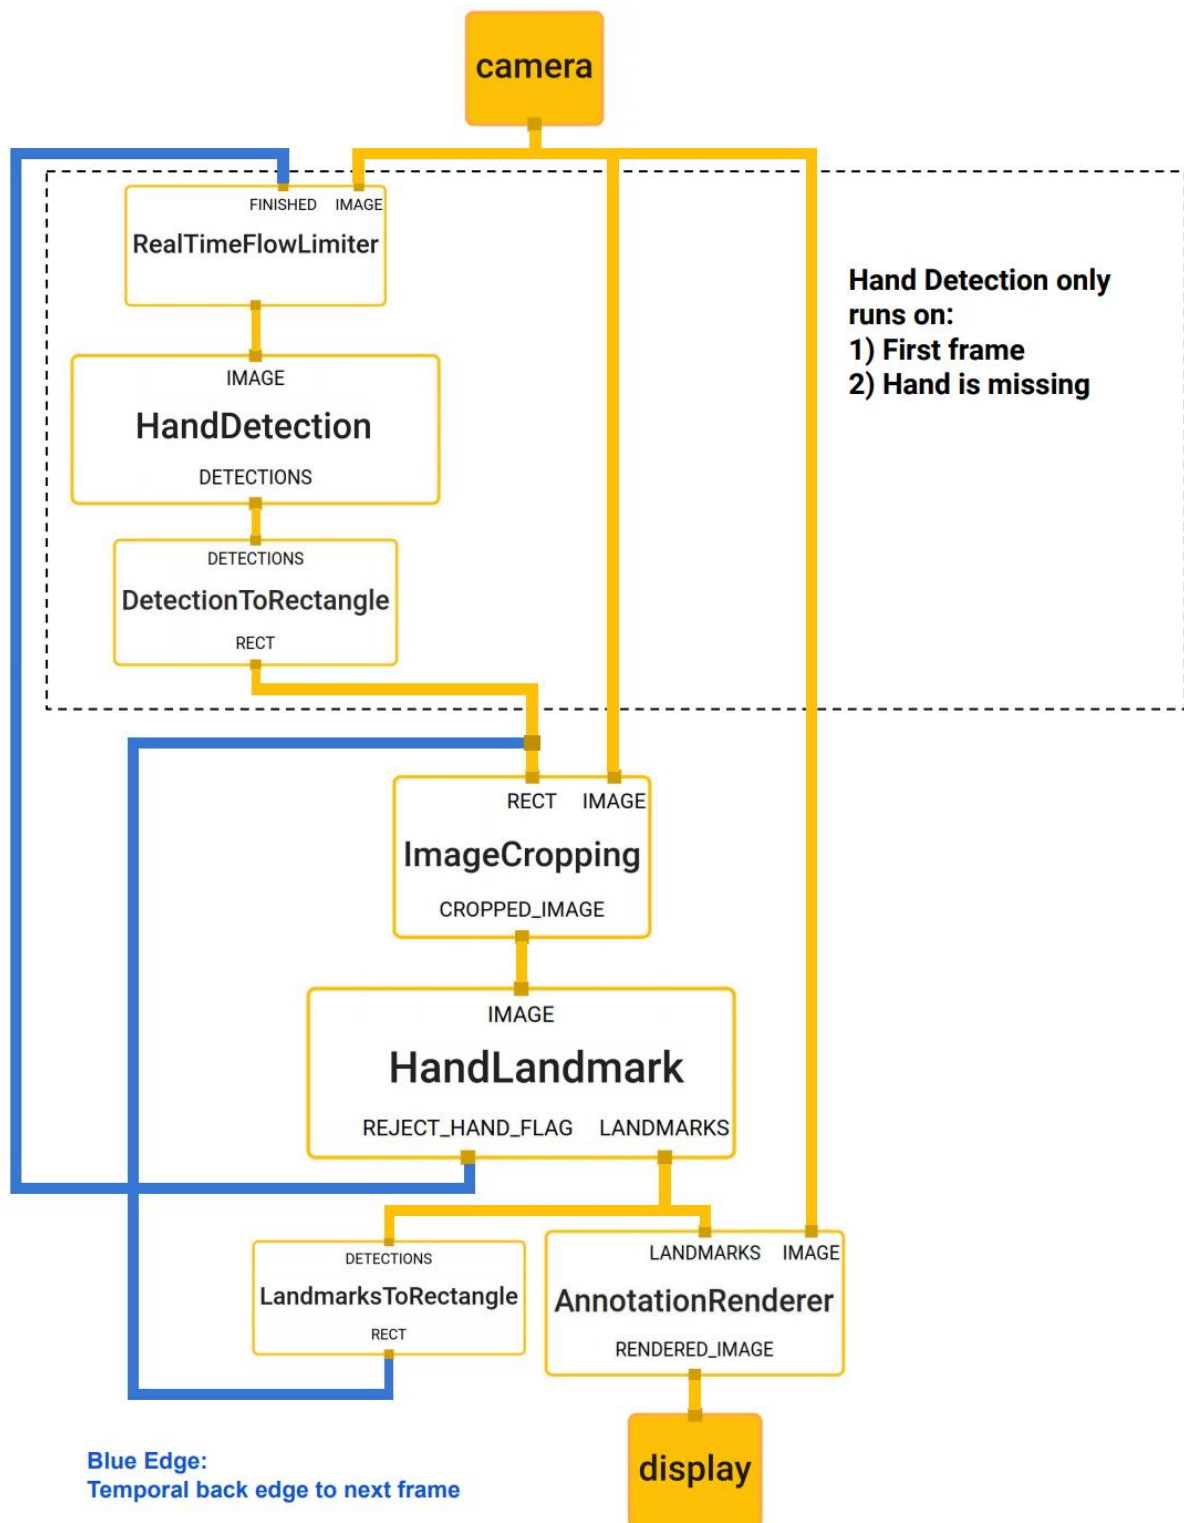 camera
FINISHED IMAGE
RealTimeFlowLimiter
Hand Detection only
runs on:
1) First frame
2) Hand is missing
IMAGE
HandDetection
DETECTIONS
DETECTIONS
DetectionToRectangle
RECT
RECT IMAGE
ImageCropping
CROPPED_IMAGE
IMAGE
HandLandmark
REJECT_HAND_FLAG LANDMARKS
DETECTIONS
LandmarksToRectangle
RECT
LANDMARKS IMAGE
AnnotationRenderer
RENDERED_IMAGE
display
Blue Edge:
Temporal back edge to next frame